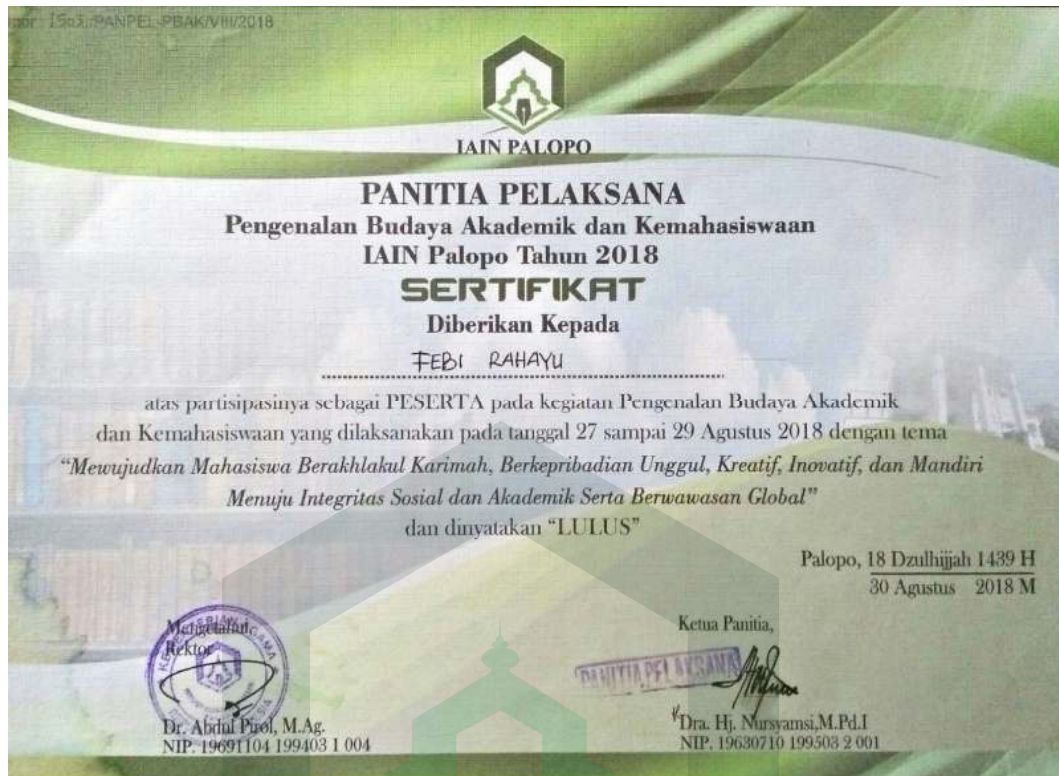 1503/PANPEL-PBAK/VIII/2018
IAIN PALOPO
PANITIA PELAKSANA
Pengenalan Budaya Akademik dan Kemahasiswaan
IAIN Palopo Tahun 2018
SERTIFIKAT
Diberikan Kepada
FEBI RAHAYU
atas partisipasinya sebagai PESERTA pada kegiatan Pengenalan Budaya Akademik
dan Kemahasiswaan yang dilaksanakan pada tanggal 27 sampai 29 Agustus 2018 dengan tema
“Mewujudkan Mahasiswa Berakhlakul Karimah, Berkepribadian Unggul, Kreatif, Inovatif, dan Mandiri
Menuju Integritas Sosial dan Akademik Serta Berwawasan Global”
dan dinyatakan “LULUS”
Palopo, 18 Dzulhijjah 1439 H
30 Agustus 2018 M
Mengetahui,
Rektor
Ketua Panitia,
PANITIA PELAKSANA
Dr. Abdul Pirol, M.Ag.
NIP. 19691104 199403 1 004
Dra. Hj. Nursyamsi,M.Pd.I
NIP. 19630710 199503 2 001